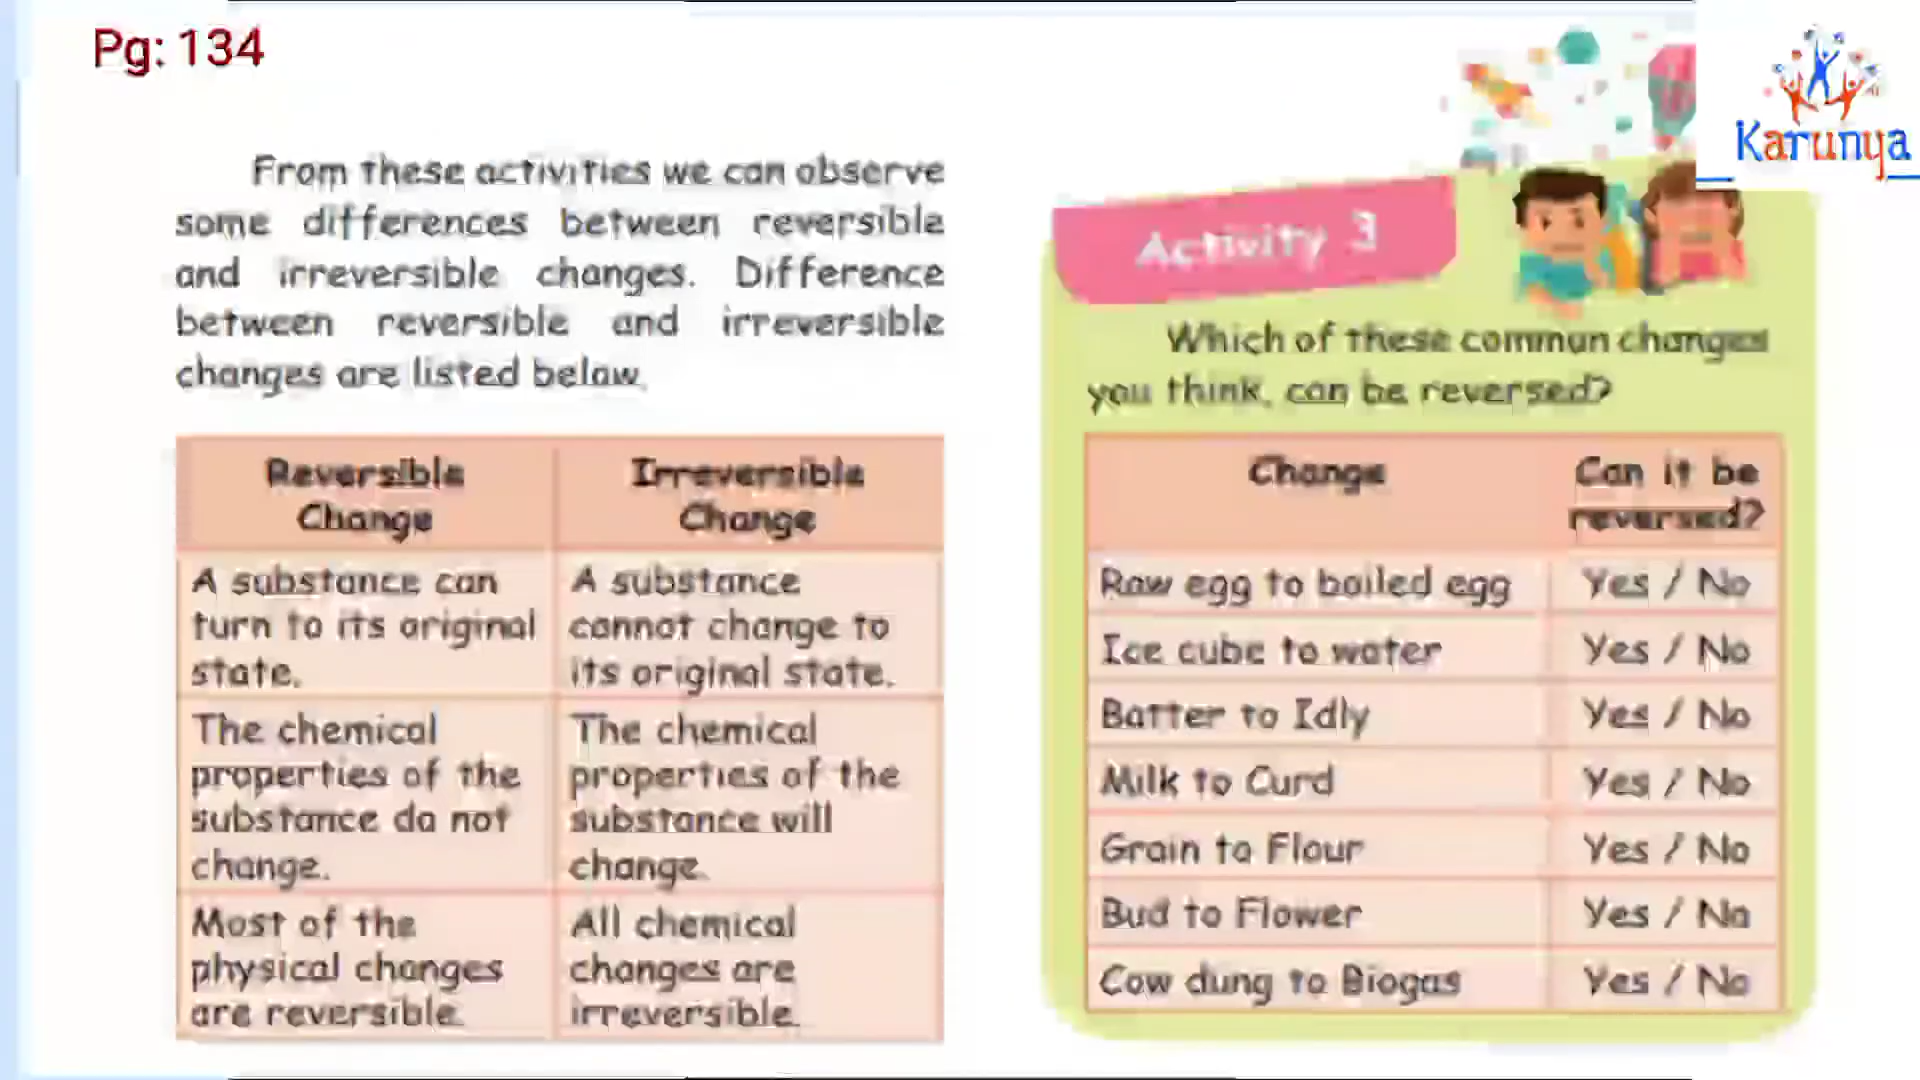 Pg: 134
Karunya
From these activities we can observe
some differences between reversible
and irreversible changes. Difference
between reversible and irreversible
changes are listed below.
Reversible Change
Irreversible Change
A substance can
turn to its original
state.
A substance
cannot change to
its original state.
The chemical
properties of the
substance do not
change.
The chemical
properties of the
substance will
change.
Most of the
physical changes
are reversible.
All chemical
changes are
irreversible.
Activity 3
Which of these common changes
you think, can be reversed?
Change
Can it be
reversed?
Raw egg to boiled egg Yes / No
Ice cube to water Yes / No
Batter to Idly Yes / No
Milk to Curd Yes / No
Grain to Flour Yes / No
Bud to Flower Yes / No
Cow dung to Biogas Yes / No